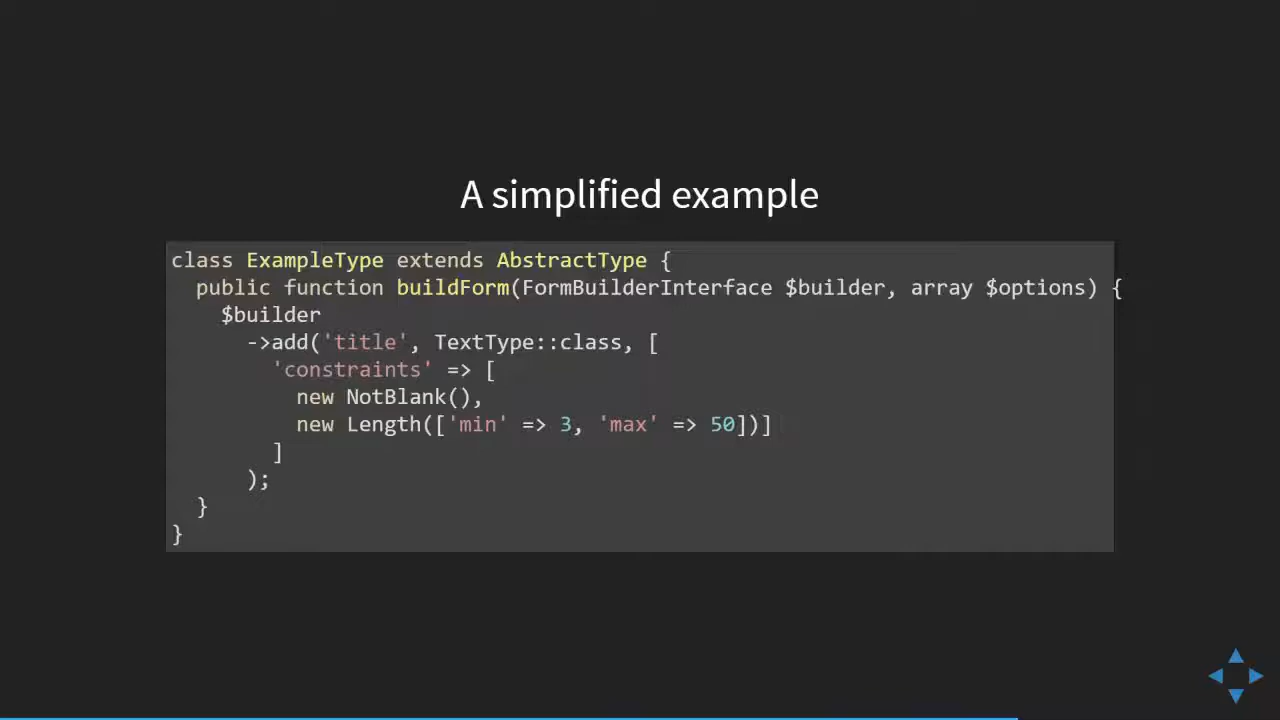 A simplified example
class ExampleType extends AbstractType {
  public function buildForm(FormBuilderInterface $builder, array $options) {
    $builder
      ->add('title', TextType::class, [
        'constraints' => [
          new NotBlank(),
          new Length(['min' => 3, 'max' => 50])]
        ]
      );
  }
}